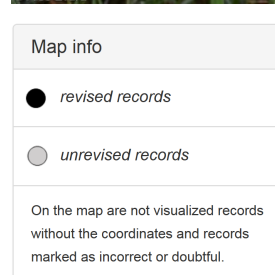 Map info
revised records
unrevised records
On the map are not visualized records
without the coordinates and records
marked as incorrect or doubtful.